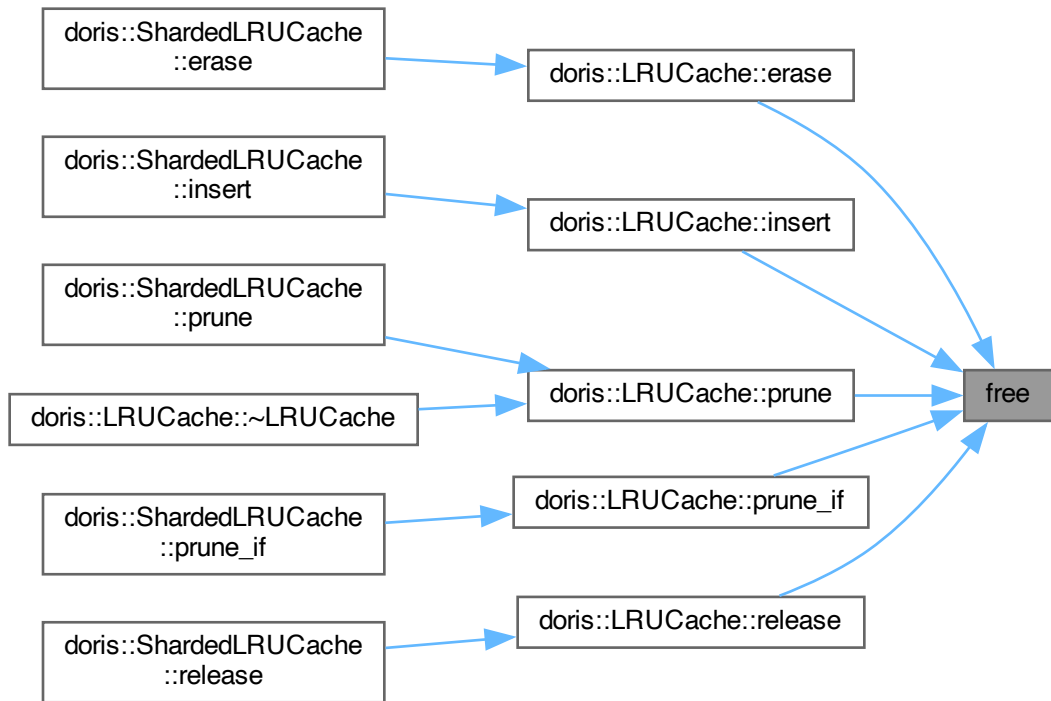 doris::ShardedLRUCache
::erase
doris::LRUCache::erase
doris::ShardedLRUCache
::insert
doris::LRUCache::insert
doris::ShardedLRUCache
::prune
doris::LRUCache::prune
free
doris::LRUCache::~LRUCache
doris::ShardedLRUCache
::prune_if
doris::LRUCache::prune_if
doris::ShardedLRUCache
::release
doris::LRUCache::release